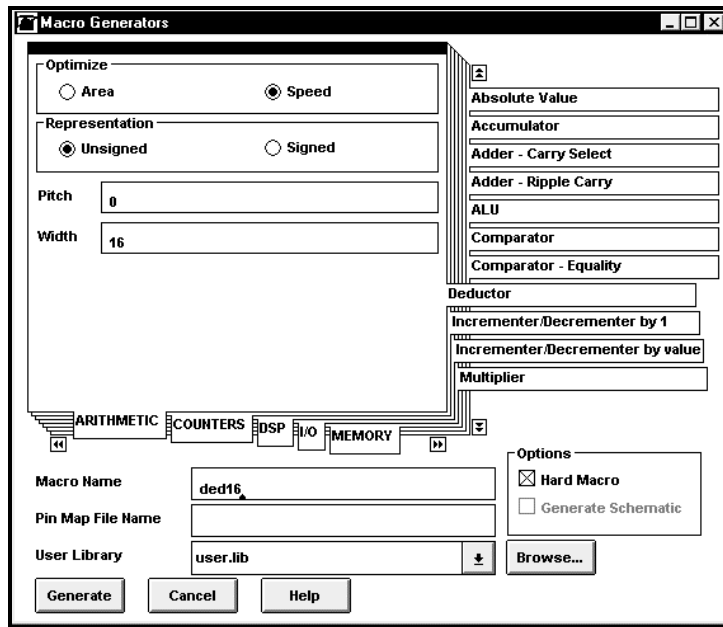 Macro Generators
Optimize
Area
Speed
Representation
Unsigned
Signed
Pitch
0
Width
16
Absolute Value
Accumulator
Adder - Carry Select
Adder - Ripple Carry
ALU
Comparator
Comparator - Equality
Deductor
Incrementer/Decrementer by 1
Incrementer/Decrementer by value
Multiplier
ARITHMETIC
COUNTERS
DSP
I/O
MEMORY
Macro Name
ded16
Pin Map File Name
User Library
user.lib
Options
Hard Macro
Generate Schematic
Browse...
Generate
Cancel
Help